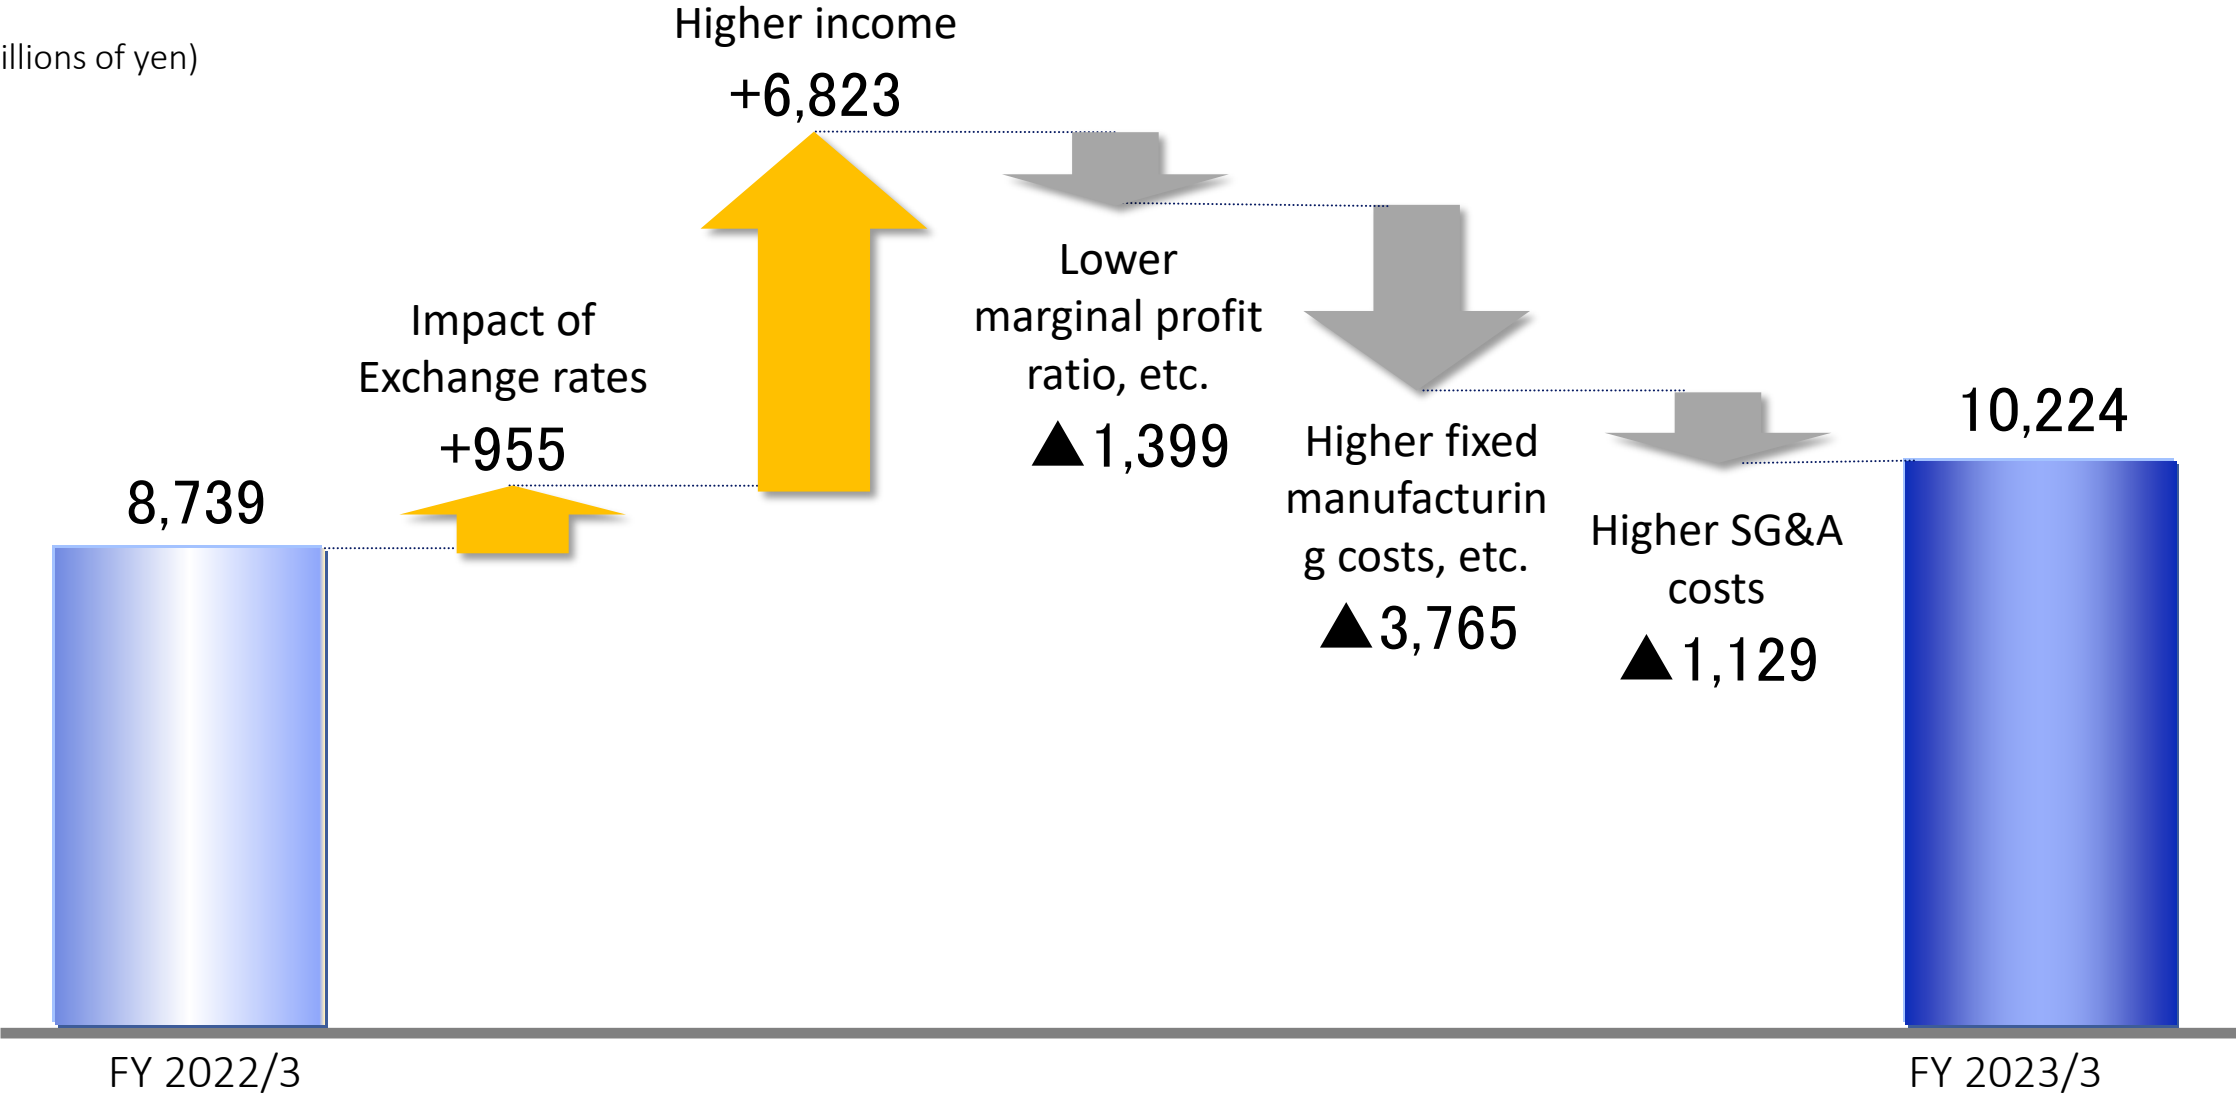 illions of yen)
Higher income
+6,823
Impact of
Exchange rates
+955
8,739
Lower
marginal profit
ratio, etc.
▲1,399
Higher fixed
manufacturin
g costs, etc.
▲3,765
Higher SG&A
costs
▲1,129
10,224
FY 2022/3
FY 2023/3